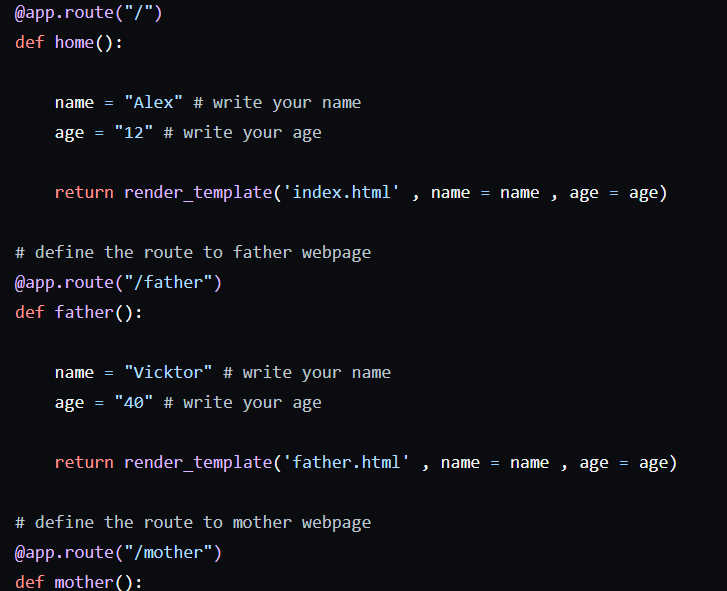 @app.route("/")
def home():
name = "Alex" # write your name
age = "12" # write your age
return render_template('index.html' , name = name , age = age)
# define the route to father webpage
@app.route("/father")
def father():
name = "Vicktor" # write your name
age = "40" # write your age
return render_template('father.html' , name = name , age = age)
# define the route to mother webpage
@app.route("/mother")
def mother():